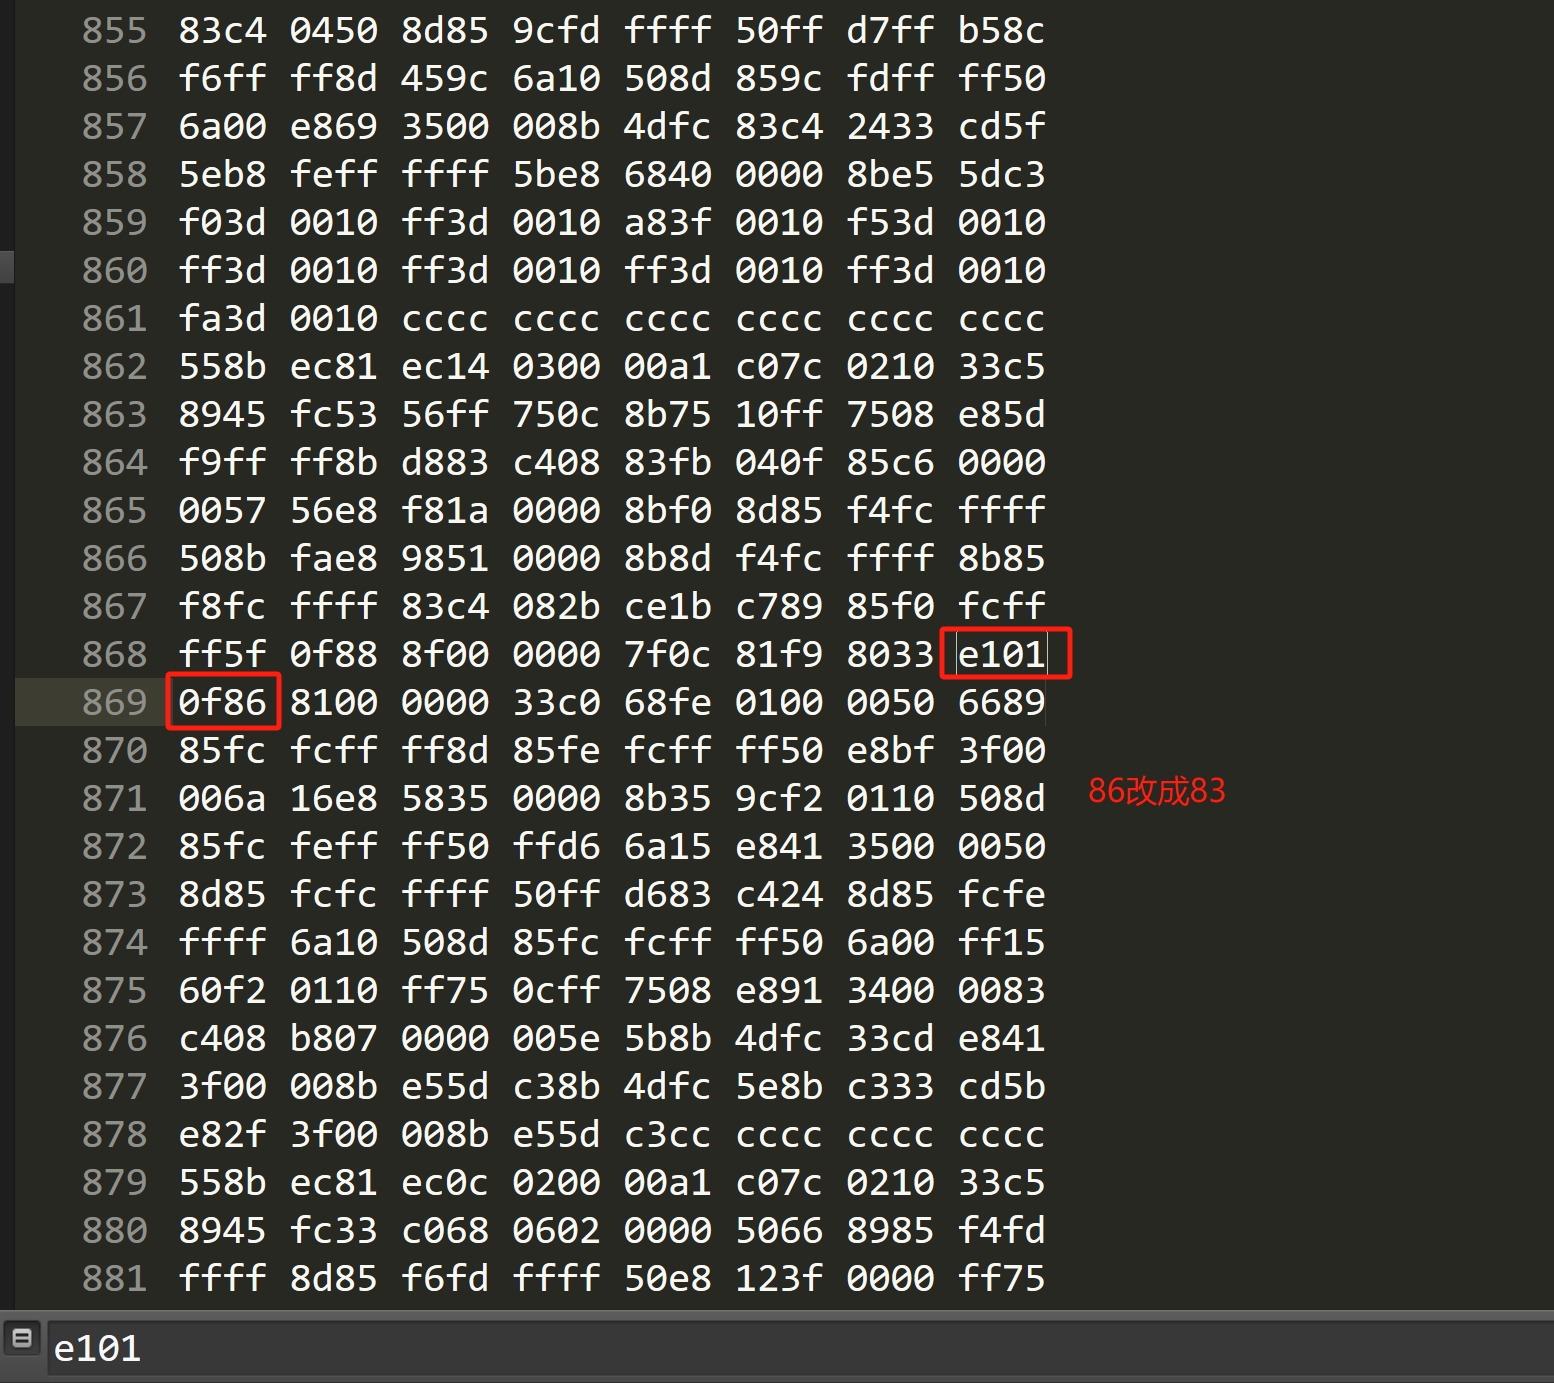 855 83c4 0450 8d85 9cfd ffff 50ff d7ff b58c
856 f6ff ff8d 459c 6a10 508d 859c fdff ff50
857 6a00 e869 3500 008b 4dfc 83c4 2433 cd5f
858 5eb8 feff ffff 5be8 6840 0000 8be5 5dc3
859 f03d 0010 ff3d 0010 a83f 0010 f53d 0010
860 ff3d 0010 ff3d 0010 ff3d 0010 ff3d 0010
861 fa3d 0010 cccc cccc cccc cccc cccc cccc
862 558b ec81 ec14 0300 00a1 c07c 0210 33c5
863 8945 fc53 56ff 750c 8b75 10ff 7508 e85d
864 f9ff ff8b d883 c408 83fb 040f 85c6 0000
865 0057 56e8 f81a 0000 8bf0 8d85 f4fc ffff
866 508b fae8 9851 0000 8b8d f4fc ffff 8b85
867 f8fc ffff 83c4 082b ce1b c789 85f0 fcff
868 ff5f 0f88 8f00 0000 7f0c 81f9 8033 e101
869 0f86 8100 0000 33c0 68fe 0100 0050 6689
870 85fc fcff ff8d 85fe fcff ff50 e8bf 3f00
871 006a 16e8 5835 0000 8b35 9cf2 0110 508d
86改成83
872 85fc feff ff50 ffd6 6a15 e841 3500 0050
873 8d85 fcfc ffff 50ff d683 c424 8d85 fcfe
874 ffff 6a10 508d 85fc fcff ff50 6a00 ff15
875 60f2 0110 ff75 0cff 7508 e891 3400 0083
876 c408 b807 0000 005e 5b8b 4dfc 33cd e841
877 3f00 008b e55d c38b 4dfc 5e8b c333 cd5b
878 e82f 3f00 008b e55d c3cc cccc cccc cccc
879 558b ec81 ec0c 0200 00a1 c07c 0210 33c5
880 8945 fc33 c068 0602 0000 5066 8985 f4fd
881 ffff 8d85 f6fd ffff 50e8 123f 0000 ff75
e101